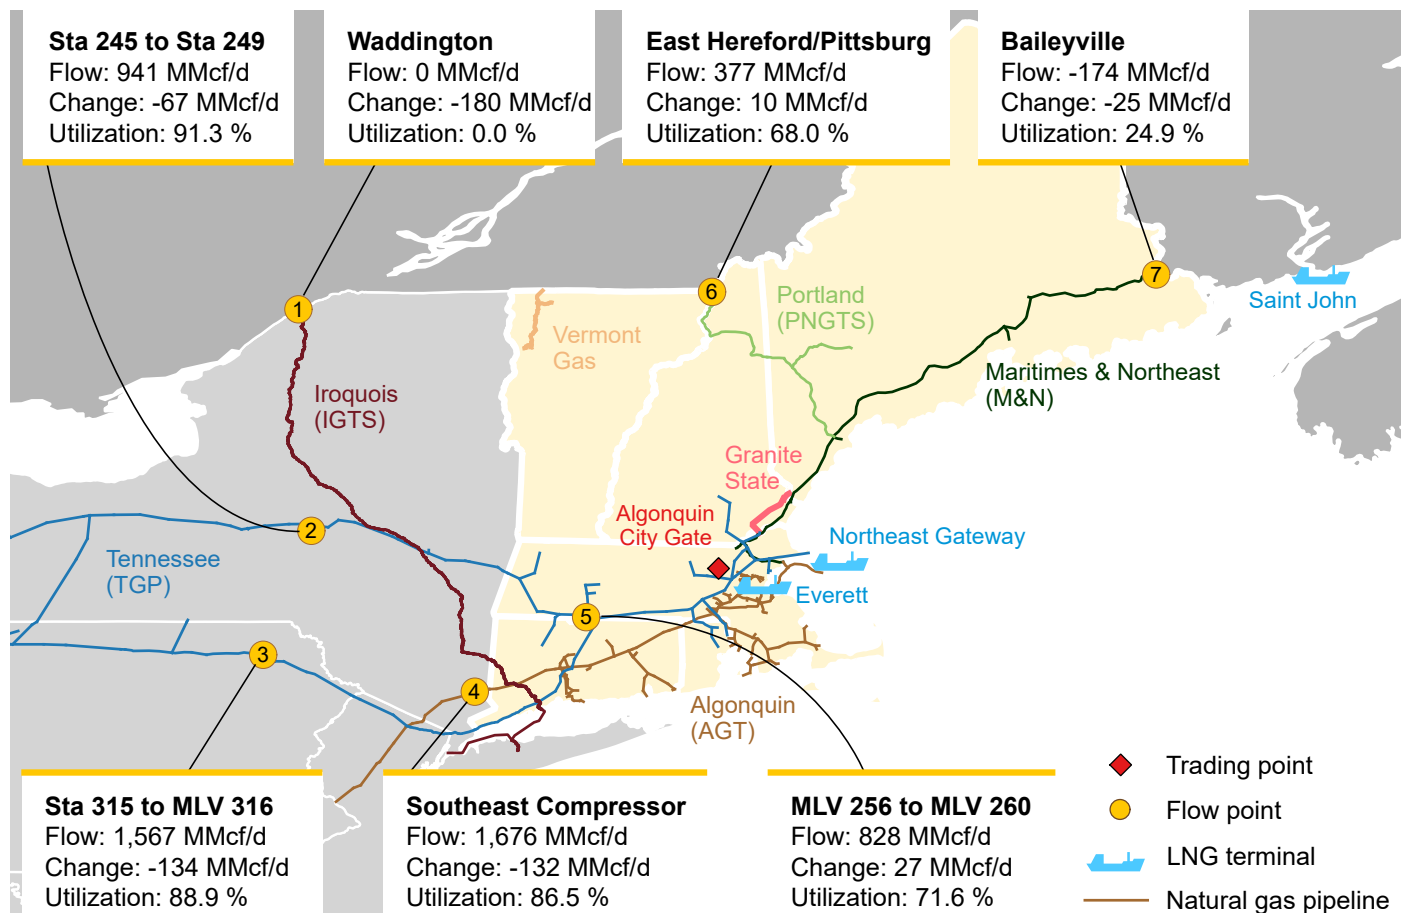 Sta 245 to Sta 249
Flow: 941 MMcf/d
Change: -67 MMcf/d
Utilization: 91.3 %
Waddington
Flow: 0 MMcf/d
Change: -180 MMcf/d
Utilization: 0.0 %
East Hereford/Pittsburg
Flow: 377 MMcf/d
Change: 10 MMcf/d
Utilization: 68.0 %
Baileyville
Flow: -174 MMcf/d
Change: -25 MMcf/d
Utilization: 24.9 %
1
6
7
Saint John
Portland
(PNGTS)
Vermont
Gas
Maritimes & Northeast
(M&N)
Iroquois
(IGTS)
Granite
State
Algonquin
City Gate
2
Northeast Gateway
Tennessee
(TGP)
Everett
5
3
4
Algonquin
(AGT)
Sta 315 to MLV 316
Flow: 1,567 MMcf/d
Change: -134 MMcf/d
Utilization: 88.9 %
Southeast Compressor
Flow: 1,676 MMcf/d
Change: -132 MMcf/d
Utilization: 86.5 %
MLV 256 to MLV 260
Flow: 828 MMcf/d
Change: 27 MMcf/d
Utilization: 71.6 %
Trading point
Flow point
LNG terminal
Natural gas pipeline